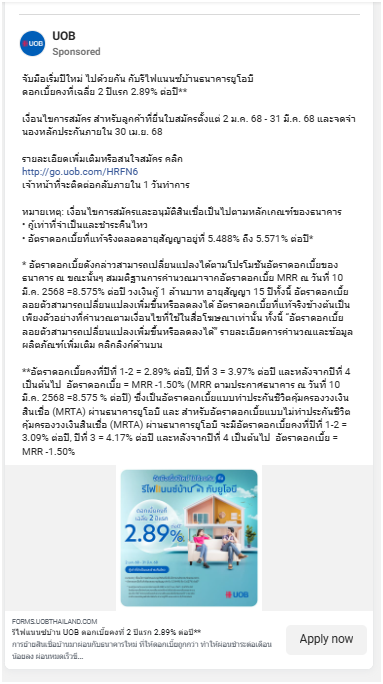 UOB
UOB
Sponsored
จับมือเริ่มปีใหม่ ไปด้วยกัน กับรีไฟแนนซ์บ้านธนาคารยูโอบี
ดอกเบี้ยคงที่เฉลี่ย 2 ปีแรก 2.89% ต่อปี**
เงื่อนไขการสมัคร สำหรับลูกค้าที่ยื่นใบสมัครตั้งแต่ 2 ม.ค. 68 - 31 มี.ค. 68 และจดจำ
นองหลักประกันภายใน 30 เม.ย. 68
รายละเอียดเพิ่มเติมหรือสนใจสมัคร คลิก
http://go.uob.com/HRFN6
เจ้าหน้าที่จะติดต่อกลับภายใน 1 วันทำการ
หมายเหตุ: เงื่อนไขการสมัครและอนุมัติสินเชื่อเป็นไปตามหลักเกณฑ์ของธนาคาร
• กู้เท่าที่จำเป็นและชำระคืนไหว
• อัตราดอกเบี้ยที่แท้จริงตลอดอายุสัญญาอยู่ที่ 5.488% ถึง 5.571% ต่อปี*
* อัตราดอกเบี้ยดังกล่าวสามารถเปลี่ยนแปลงได้ตามโปรโมชันอัตราดอกเบี้ยของ
ธนาคาร ณ ขณะนั้นๆ สมมติฐานการคำนวณมาจากอัตราดอกเบี้ย MRR ณ วันที่ 10
มี.ค. 2568 =8.575% ต่อปี วงเงินกู้ 1 ล้านบาท อายุสัญญา 15 ปีทั้งนี้ อัตราดอกเบี้ย
ลอยตัวสามารถเปลี่ยนแปลงเพิ่มขึ้นหรือลดลงได้ อัตราดอกเบี้ยที่แท้จริงข้างต้นเป็น
เพียงตัวอย่างที่คำนวณตามเงื่อนไขที่ใช้ในสื่อโฆษณาเท่านั้น ทั้งนี้ "อัตราดอกเบี้ย
ลอยตัวสามารถเปลี่ยนแปลงเพิ่มขึ้นหรือลดลงได้" รายละเอียดการคำนวณและข้อมูล
ผลิตภัณฑ์เพิ่มเติม คลิกลิงก์ด้านบน
**อัตราดอกเบี้ยคงที่ปีที่ 1-2 = 2.89% ต่อปี, ปีที่ 3 = 3.97% ต่อปี และหลังจากปีที่ 4
เป็นต้นไป อัตราดอกเบี้ย = MRR -1.50% (MRR ตามประกาศธนาคาร ณ วันที่ 10
มี.ค. 2568 =8.575 % ต่อปี) ซึ่งเป็นอัตราดอกเบี้ยแบบทำประกันชีวิตคุ้มครองวงเงิน
สินเชื่อ (MRTA) ผ่านธนาคารยูโอบี และ สำหรับอัตราดอกเบี้ยแบบไม่ทำประกันชีวิต
คุ้มครองวงเงินสินเชื่อ (MRTA) ผ่านธนาคารยูโอบี จะมีอัตราดอกเบี้ยคงที่ปีที่ 1-2 =
3.09% ต่อปี, ปีที่ 3 = 4.17% ต่อปี และหลังจากปีที่ 4 เป็นต้นไป อัตราดอกเบี้ย =
MRR -1.50%
รีไฟแนนซ์บ้าน กับยูโอบี
ดอกเบี้ยคงที่
เฉลี่ย 2 ปีแรก
2.89%
UOB
FORMS.UOBTHAILAND.COM
รีไฟแนนซ์บ้าน UOB ดอกเบี้ยคงที่ 2 ปีแรก 2.89% ต่อปี**
การย้ายสินเชื่อบ้านมาผ่อนกับธนาคารใหม่ ที่ให้ดอกเบี้ยถูกกว่า ทำให้ผ่อนชำระต่อเดือน
น้อยลง ผ่อนหมดเร็วขึ้...
Apply now